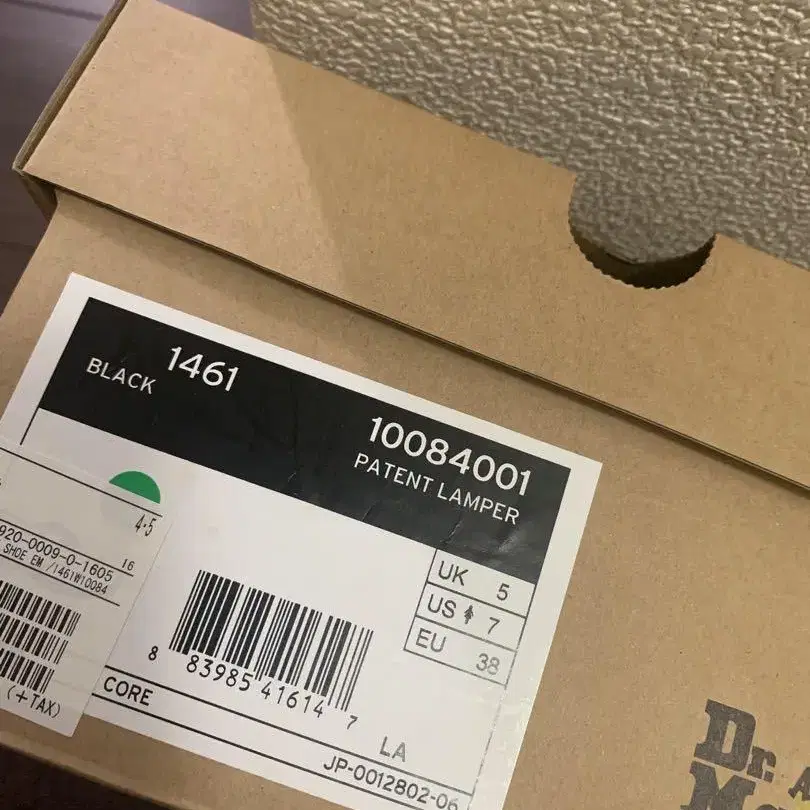 1461
BLACK
10084001
PATENT LAMPER
4.5
920-0009-0-1605
16
SHOE EM /1461W10084
UK 5
US 7
EU 38
8 83985 41614 7
(+TAX)
CORE
LA
JP-0012802-06
Dr.